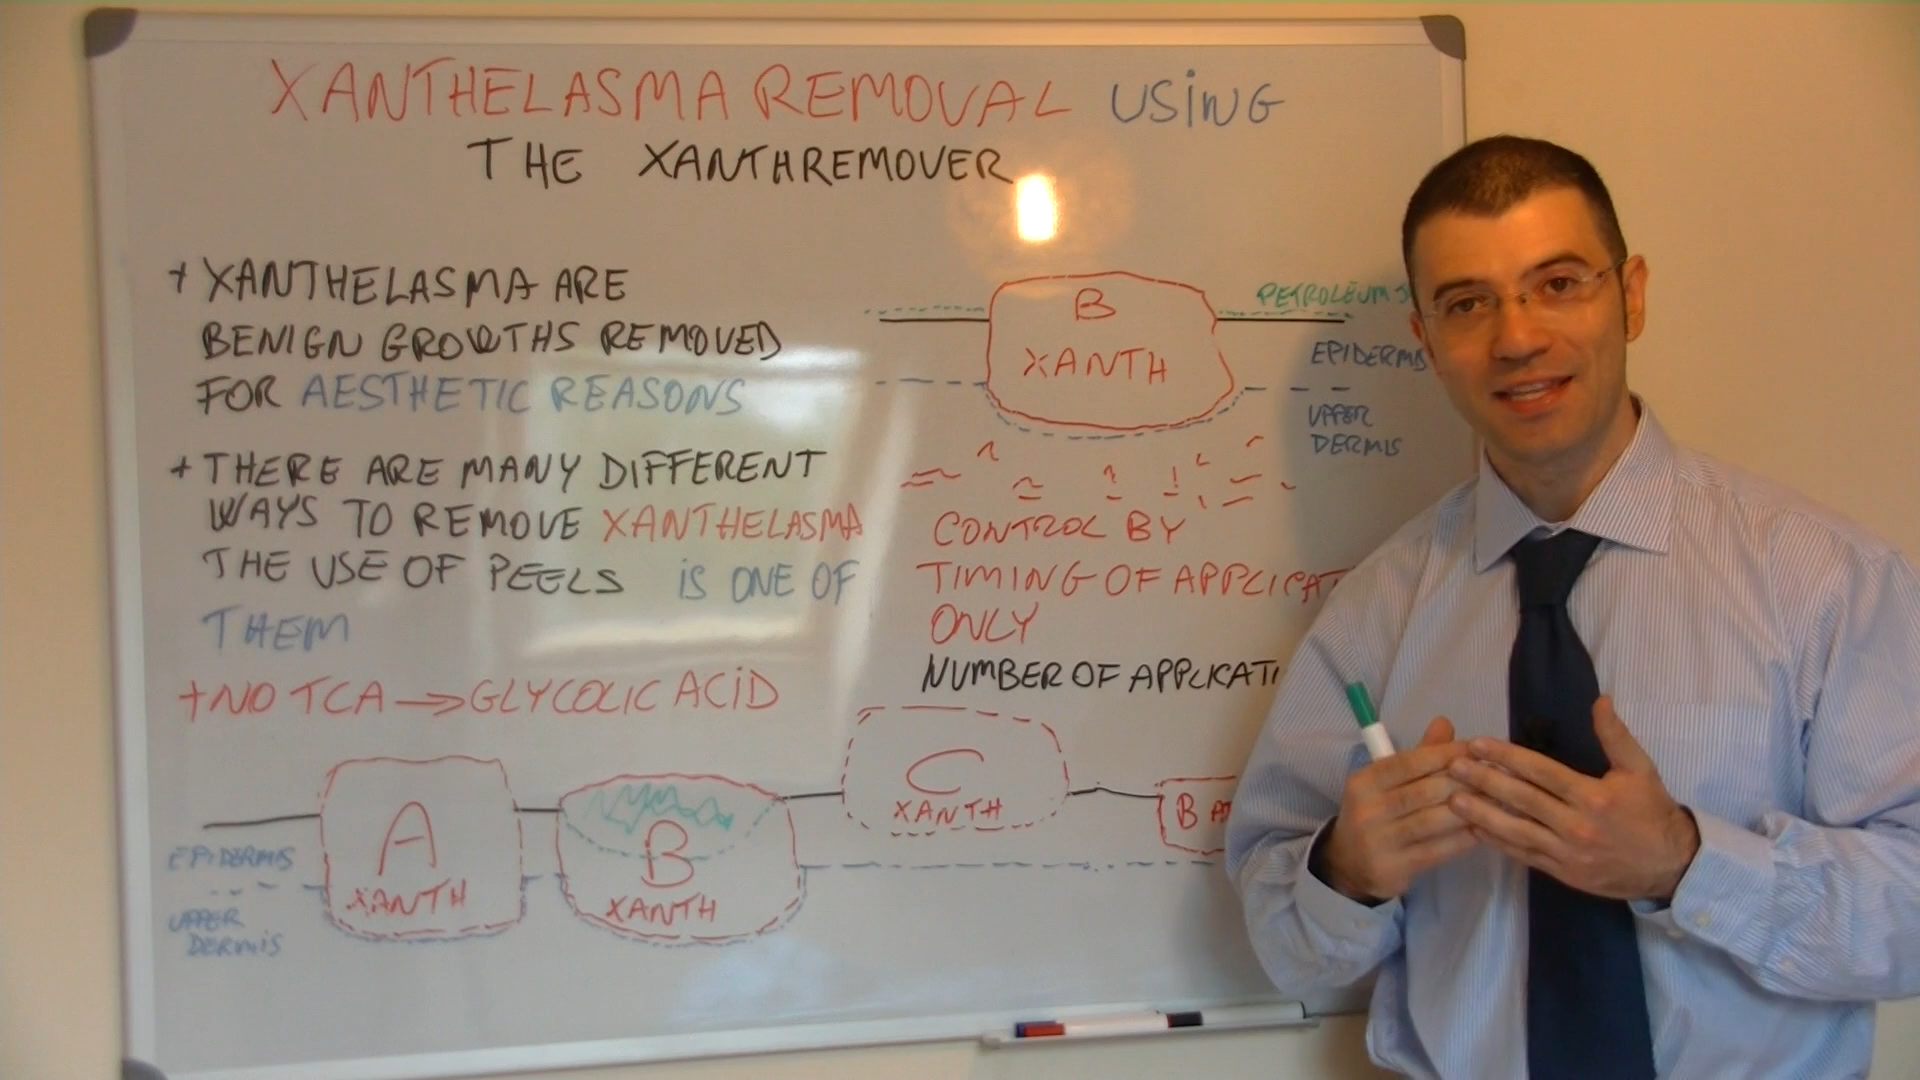 XANTHELASMA REMOVAL USING
THE XANTHREMOVER
+ XANTHELASMA ARE
BENIGN GROWTHS REMOVED
FOR AESTHETIC REASONS
+ THERE ARE MANY DIFFERENT
WAYS TO REMOVE XANTHELASMA
THE USE OF PEELS IS ONE OF
THEM
+ NO TCA → GLYCOLIC ACID
B
XANTH
PETROLEUM
EPIDERMIS
UPPER
DERMIS
CONTROL BY
TIMING OF APPLICAT
ONLY
NUMBER OF APPLICATI
A
XANTH
B
XANTH
C
XANTH
B
EPIDERMIS
UPPER
DERMIS